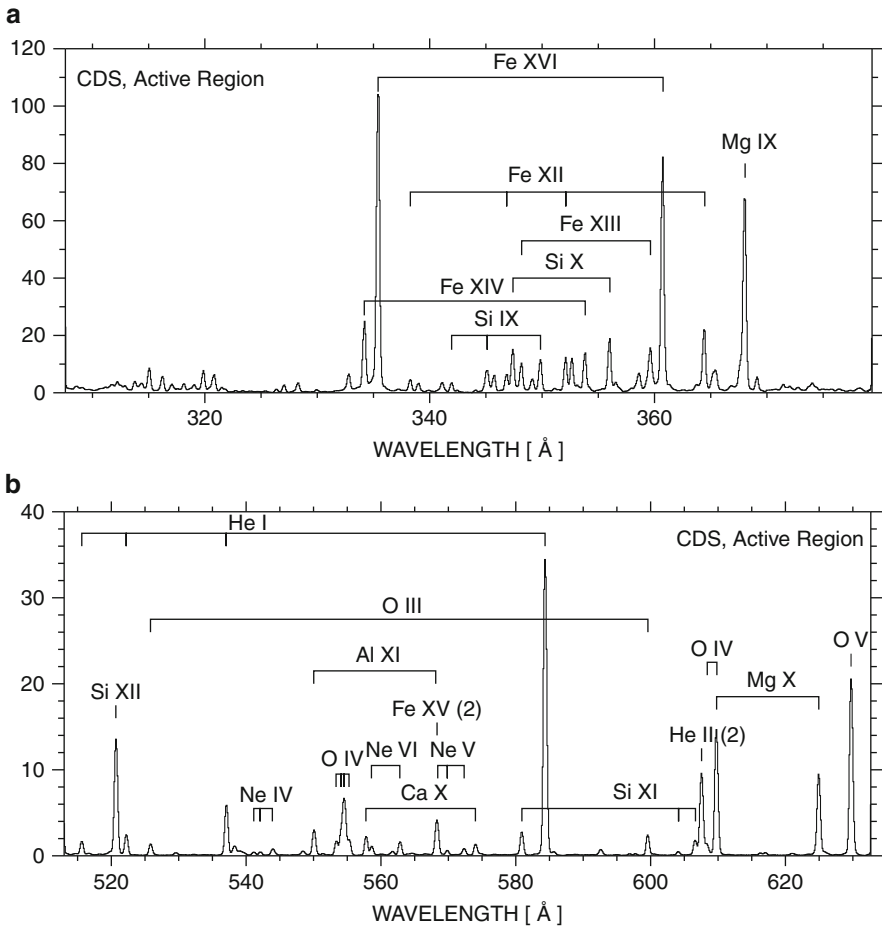 a
120
100
80
60
40
20
0
CDS, Active Region
Fe XVI
Mg IX
Fe XII
Fe XIII
Si X
Fe XIV
Si IX
320 340 360
WAVELENGTH [ Å ]
b
40
30
20
10
0
He I
CDS, Active Region
O III
O IV
O V
Al XI
Si XII
Mg X
Fe XV (2)
He II (2)
O IV
Ne VI
Ne V
Ne IV
Ca X
Si XI
520 540 560 580 600 620
WAVELENGTH [ Å ]